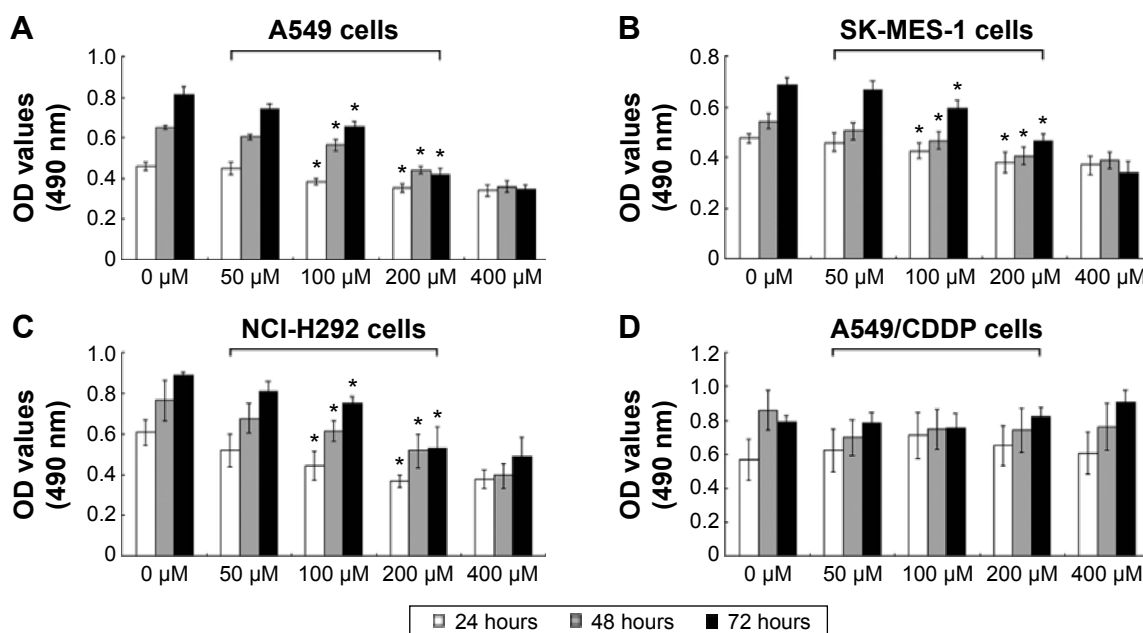 A
A549 cells
OD values
(490 nm)
1.0
0.8
0.6
0.4
0.2
0
* * *
* * *
0 µM 50 µM 100 µM 200 µM 400 µM
B
SK-MES-1 cells
OD values
(490 nm)
0.8
0.6
0.4
0.2
0
* * *
* * *
0 µM 50 µM 100 µM 200 µM 400 µM
C
NCI-H292 cells
OD values
(490 nm)
1.0
0.8
0.6
0.4
0.2
0
* * *
* * *
0 µM 50 µM 100 µM 200 µM 400 µM
D
A549/CDDP cells
OD values
(490 nm)
1.2
1.0
0.8
0.6
0.4
0.2
0
0 µM 50 µM 100 µM 200 µM 400 µM
24 hours 48 hours 72 hours